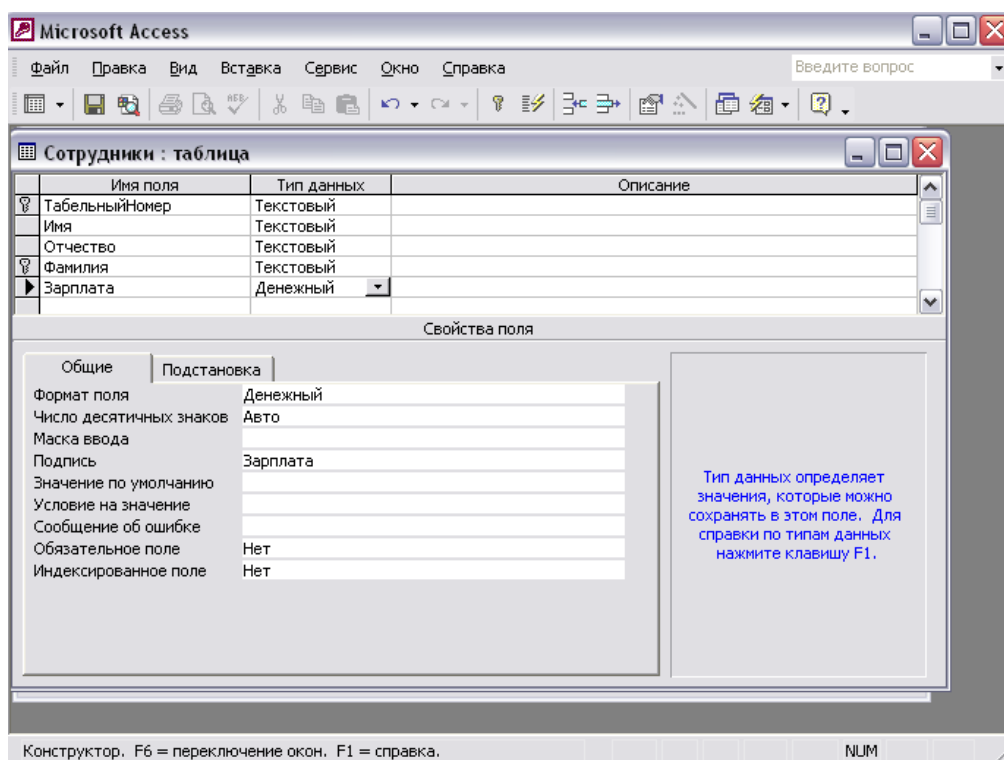 Microsoft Access
Файл Правка Вид Вставка Сервис Окно Справка Введите вопрос
Сотрудники : таблица
Имя поля Тип данных Описание
ТабельныйНомер Текстовый
Имя Текстовый
Отчество Текстовый
Фамилия Текстовый
Зарплата Денежный
Свойства поля
Общие Подстановка
Формат поля Денежный
Число десятичных знаков Авто
Маска ввода
Подпись Зарплата
Значение по умолчанию
Условие на значение
Сообщение об ошибке
Обязательное поле Нет
Индексированное поле Нет
Тип данных определяет
значения, которые можно
сохранять в этом поле. Для
справки по типам данных
нажмите клавишу F1.
Конструктор. F6 = переключение окон. F1 = справка. NUM